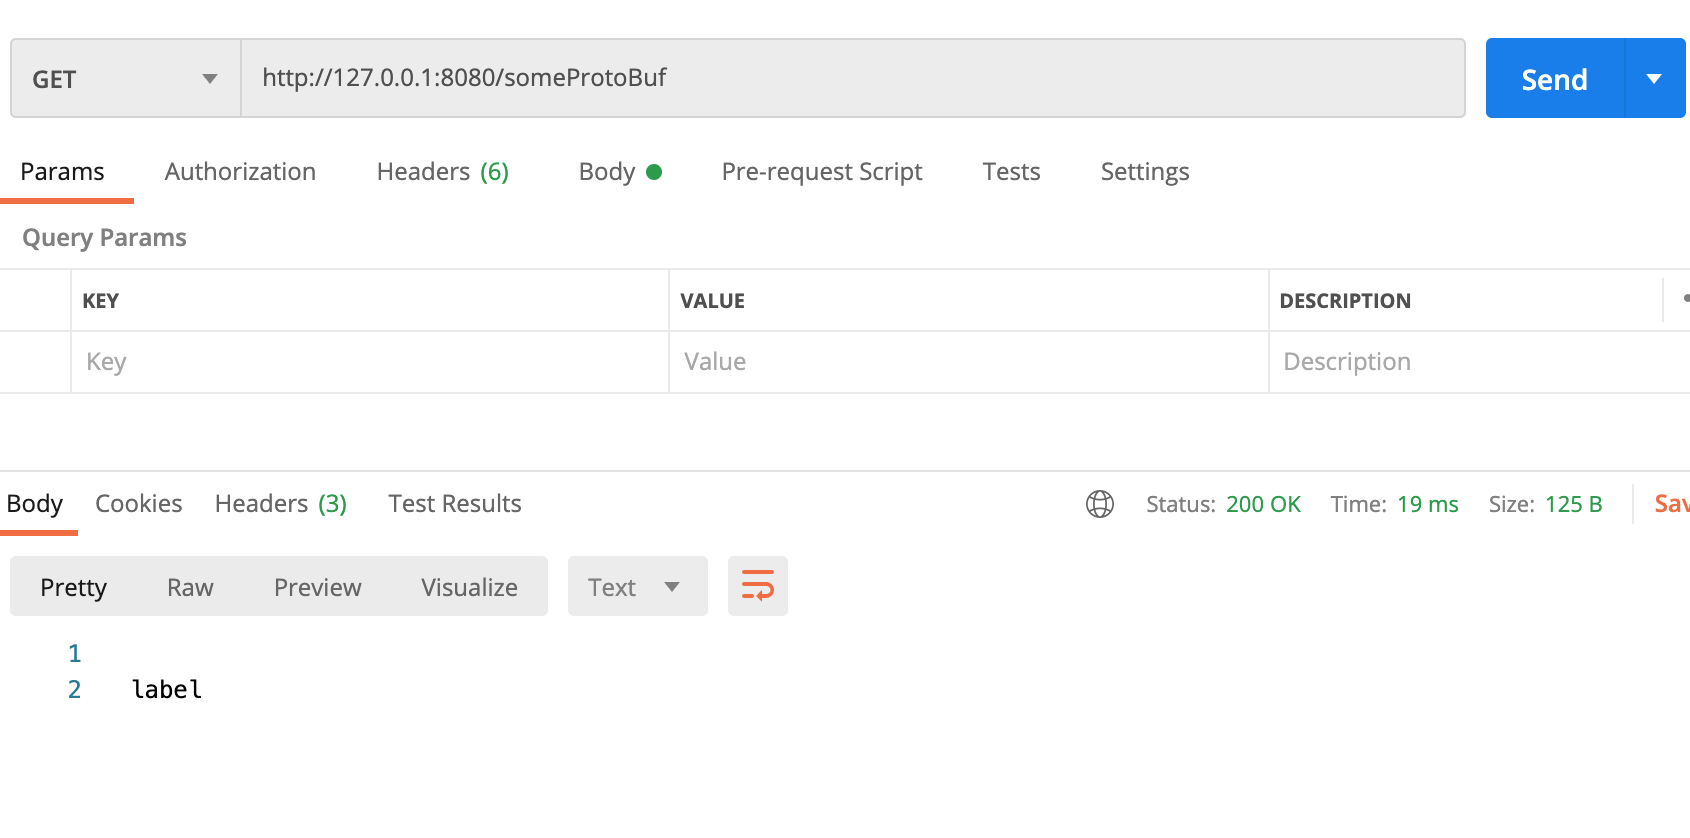 GET http://127.0.0.1:8080/someProtoBuf Send
Params Authorization Headers (6) Body Pre-request Script Tests Settings
Query Params
KEY VALUE DESCRIPTION
Key Value Description
Body Cookies Headers (3) Test Results Status: 200 OK Time: 19 ms Size: 125 B Sav
Pretty Raw Preview Visualize Text
1
2 label